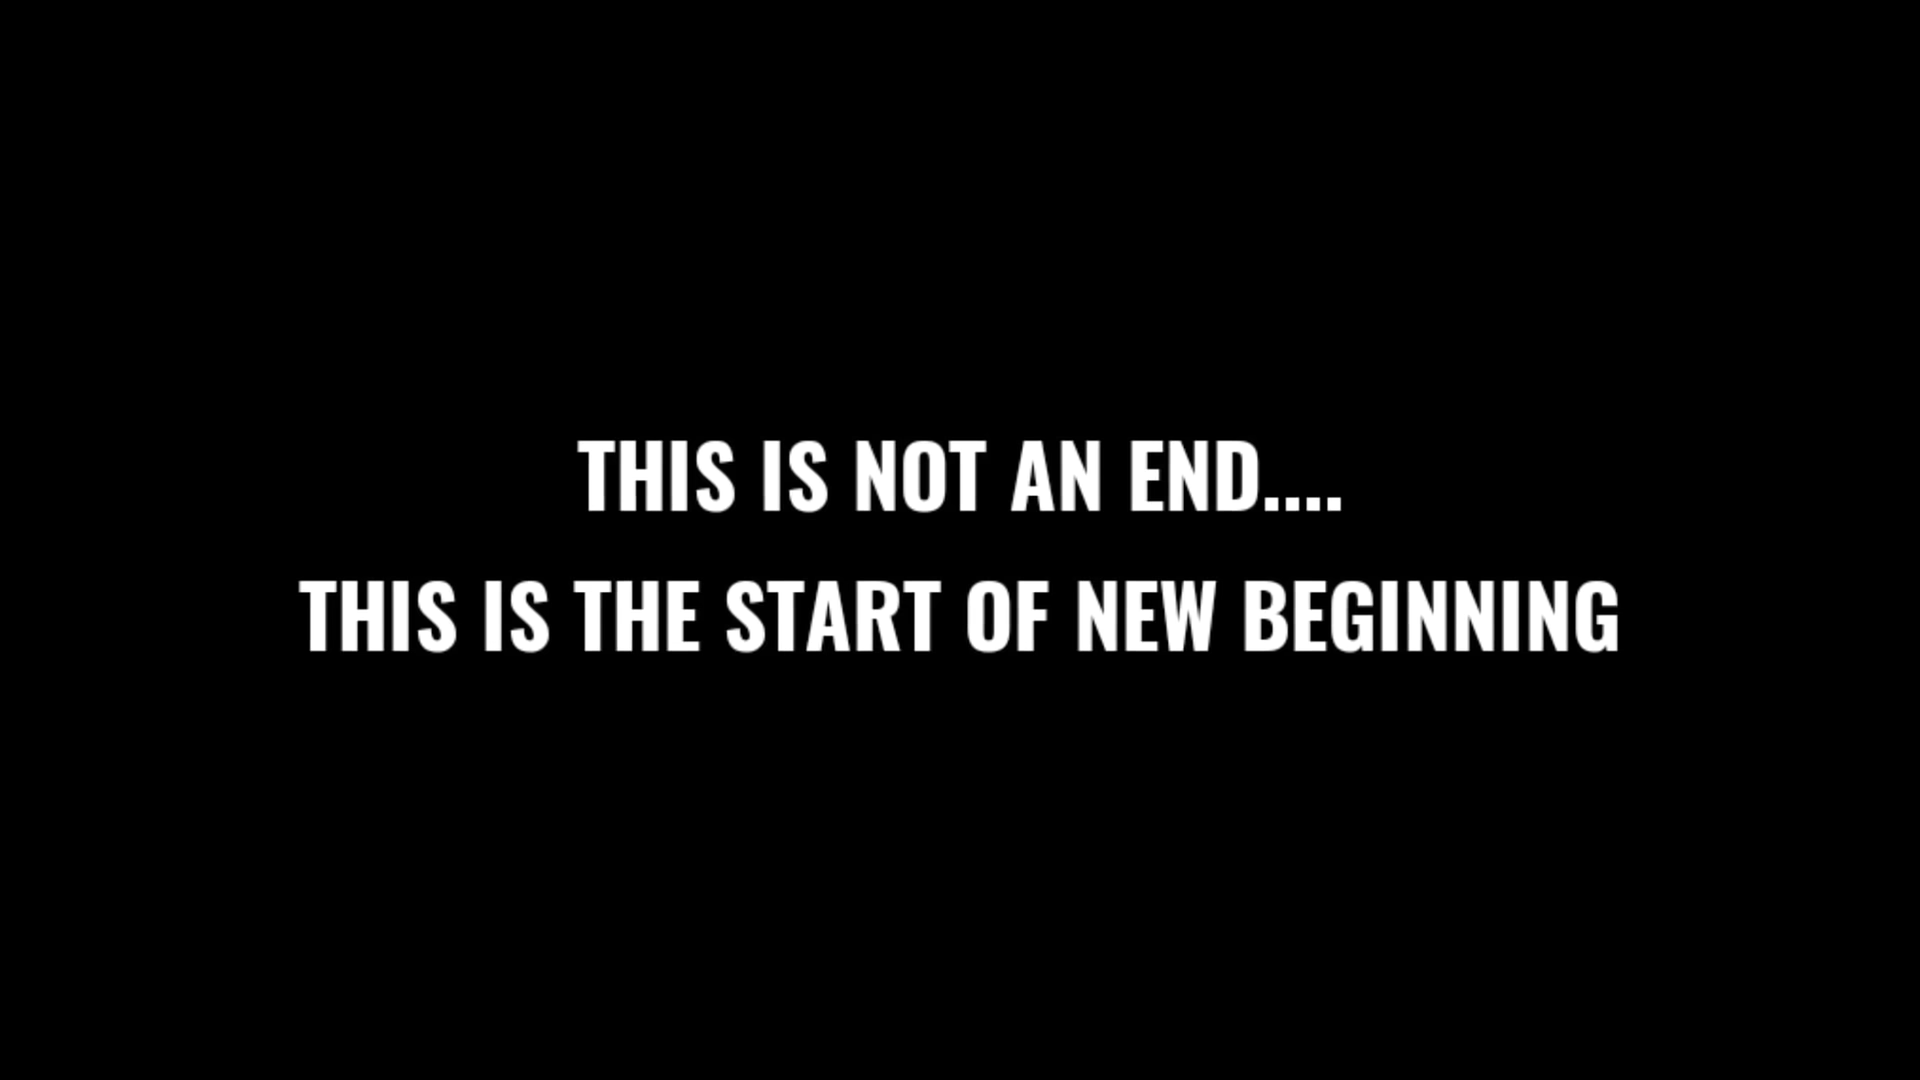 THIS IS NOT AN END....
THIS IS THE START OF NEW BEGINNING